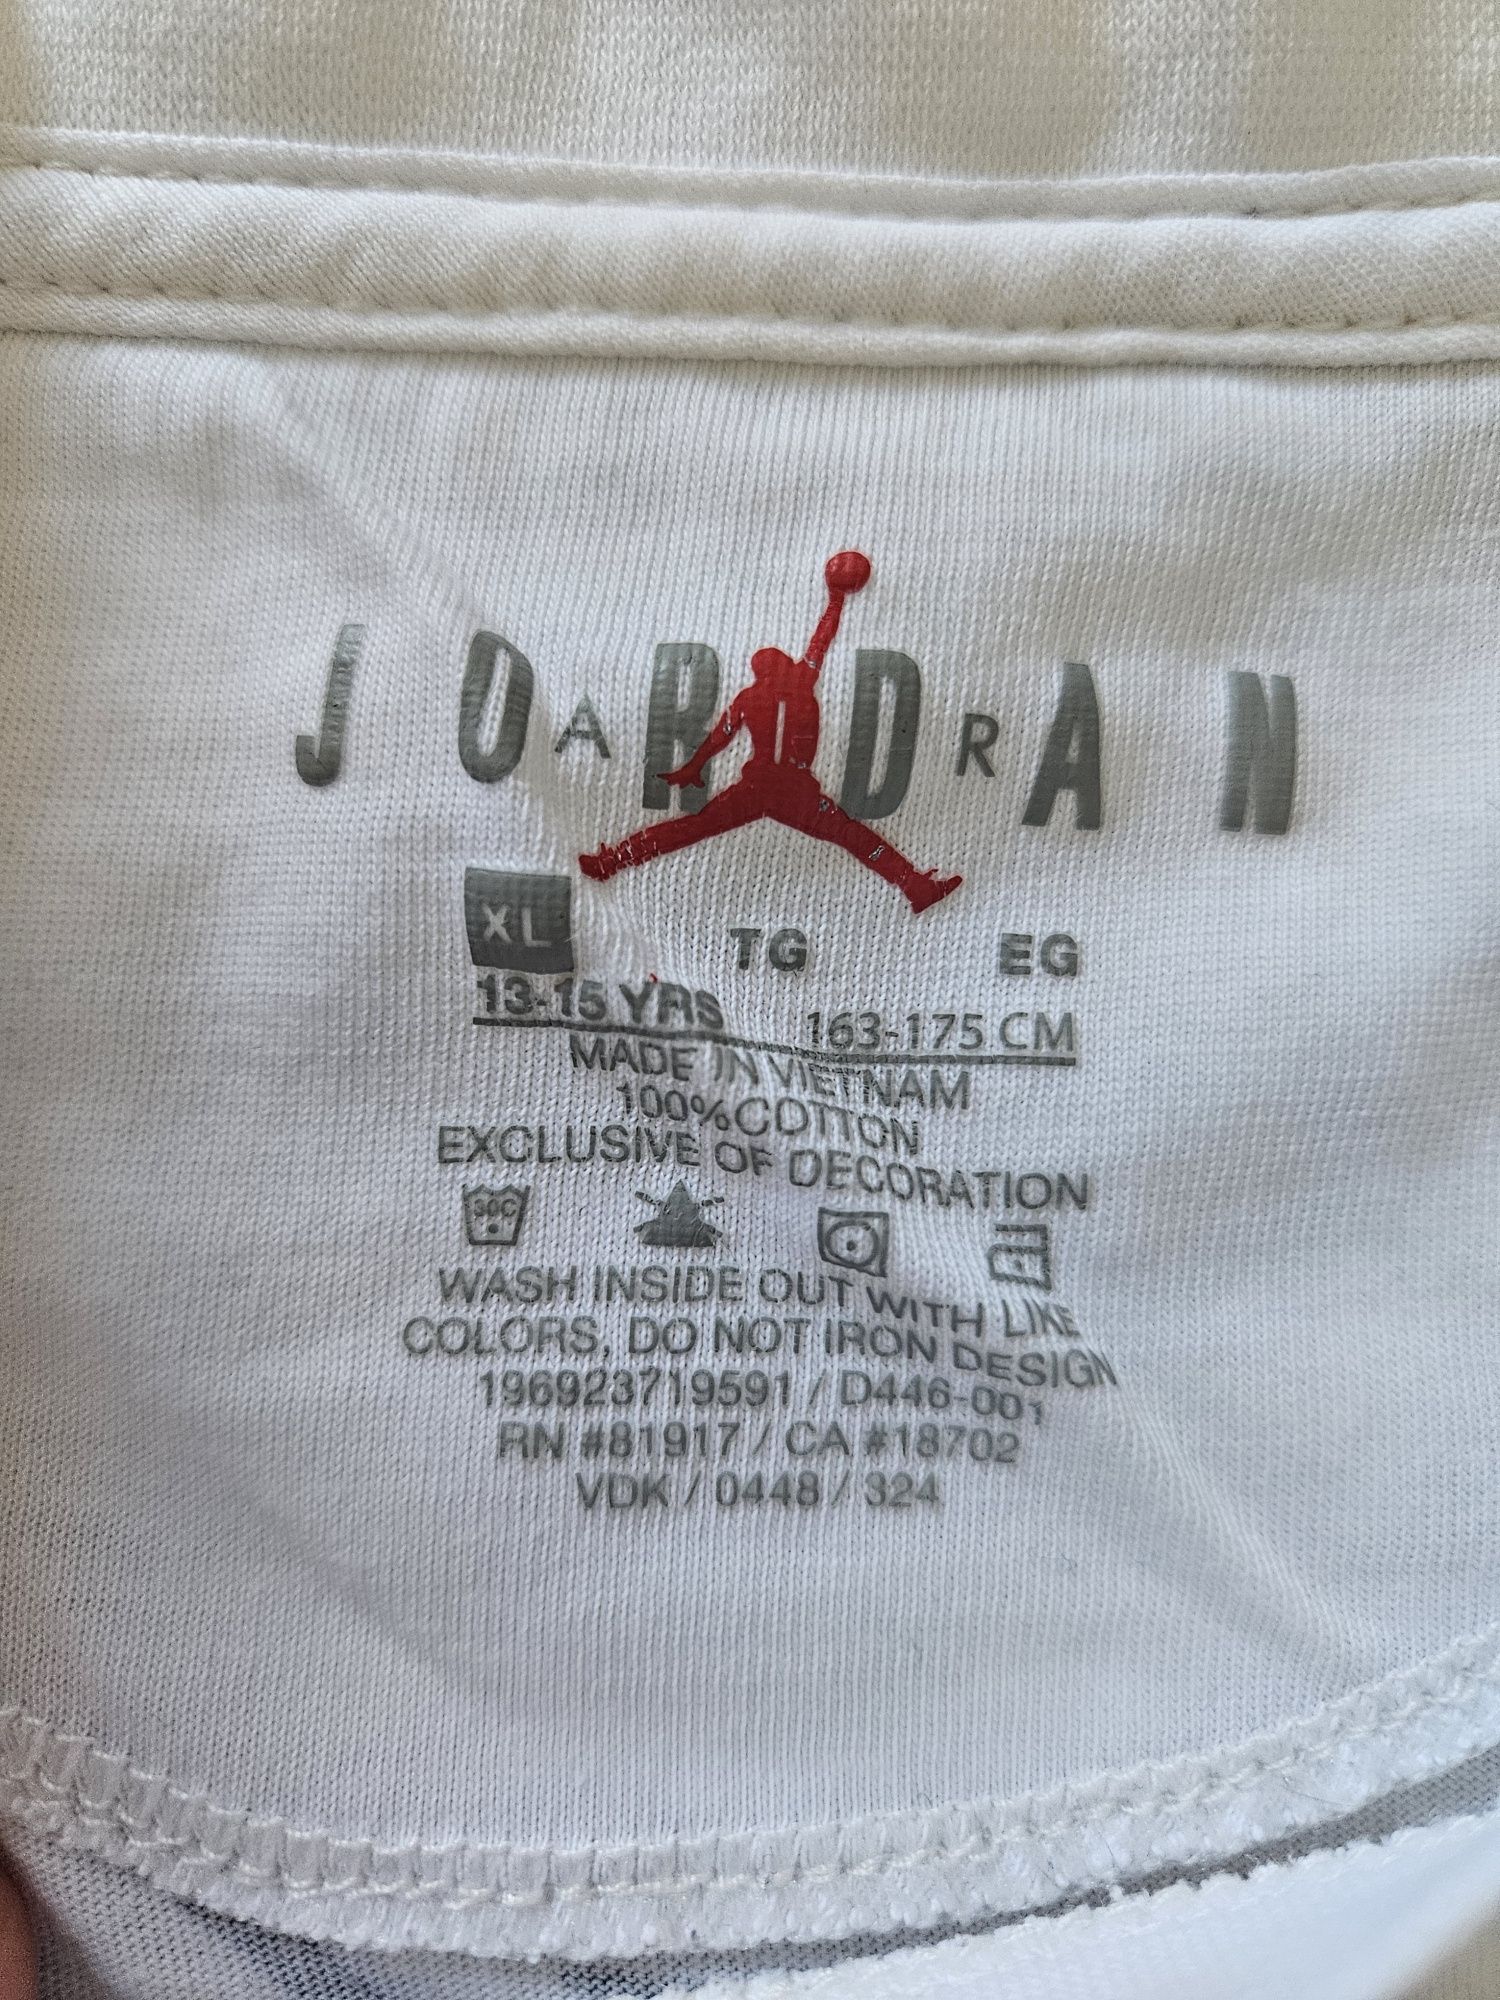 JORDAN
AIR
XL TG EG
13-15 YRS 163-175 CM
MADE IN VIETNAM
100% COTTON
EXCLUSIVE OF DECORATION
30C
WASH INSIDE OUT WITH LIKE
COLORS, DO NOT IRON DESIGN
196923719591 / D446-001
RN #81917 / CA #18702
VDK / 0448 / 324